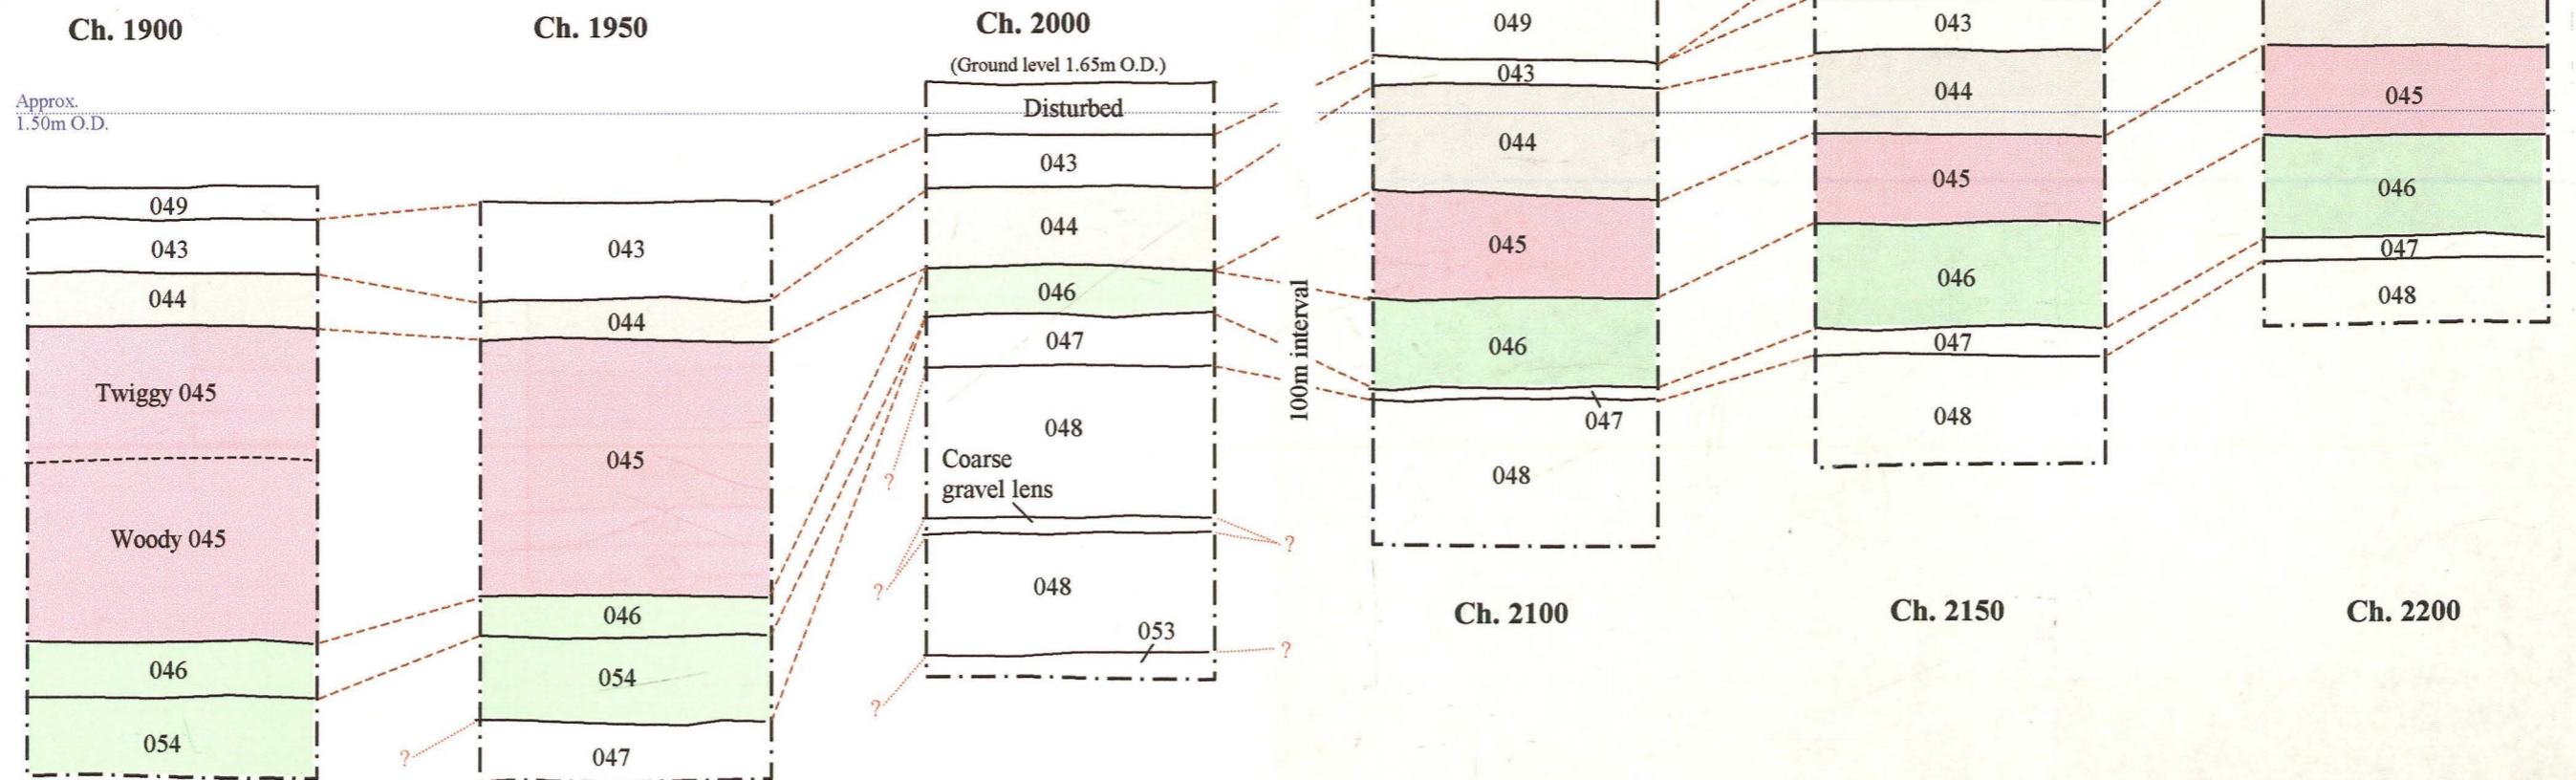 Ch. 1900
Ch. 1950
Ch. 2000
(Ground level 1.65m O.D.)
Approx.
1.50m O.D.
049
043
044
Twiggy 045
Woody 045
046
054
043
044
045
046
054
047
?
Disturbed
043
044
046
047
048
Coarse
gravel lens
048
053
?
?
?
?
?
100m interval
049
043
044
045
046
047
048
Ch. 2100
043
044
045
046
047
048
Ch. 2150
045
046
047
048
Ch. 2200